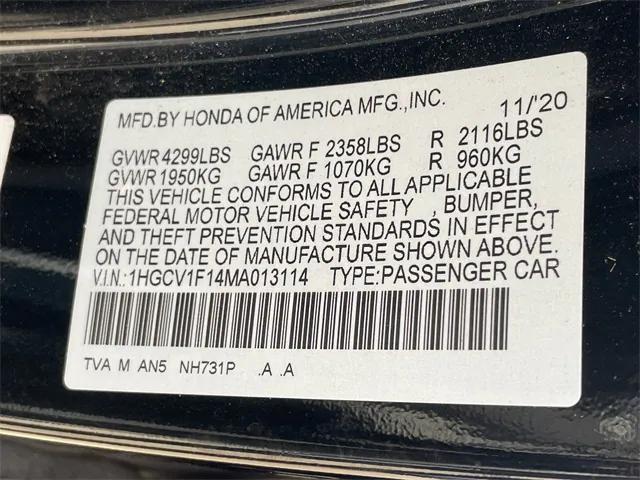 MFD.BY HONDA OF AMERICA MFG.,INC. 11/'20
GVWR 4299LBS GAWR F 2358LBS R 2116LBS
GVWR 1950KG GAWR F 1070KG R 960KG
THIS VEHICLE CONFORMS TO ALL APPLICABLE
FEDERAL MOTOR VEHICLE SAFETY , BUMPER,
AND THEFT PREVENTION STANDARDS IN EFFECT
ON THE DATE OF MANUFACTURE SHOWN ABOVE.
V.I.N.:1HGCV1F14MA013114 TYPE:PASSENGER CAR
TVA M AN5 NH731P .A .A